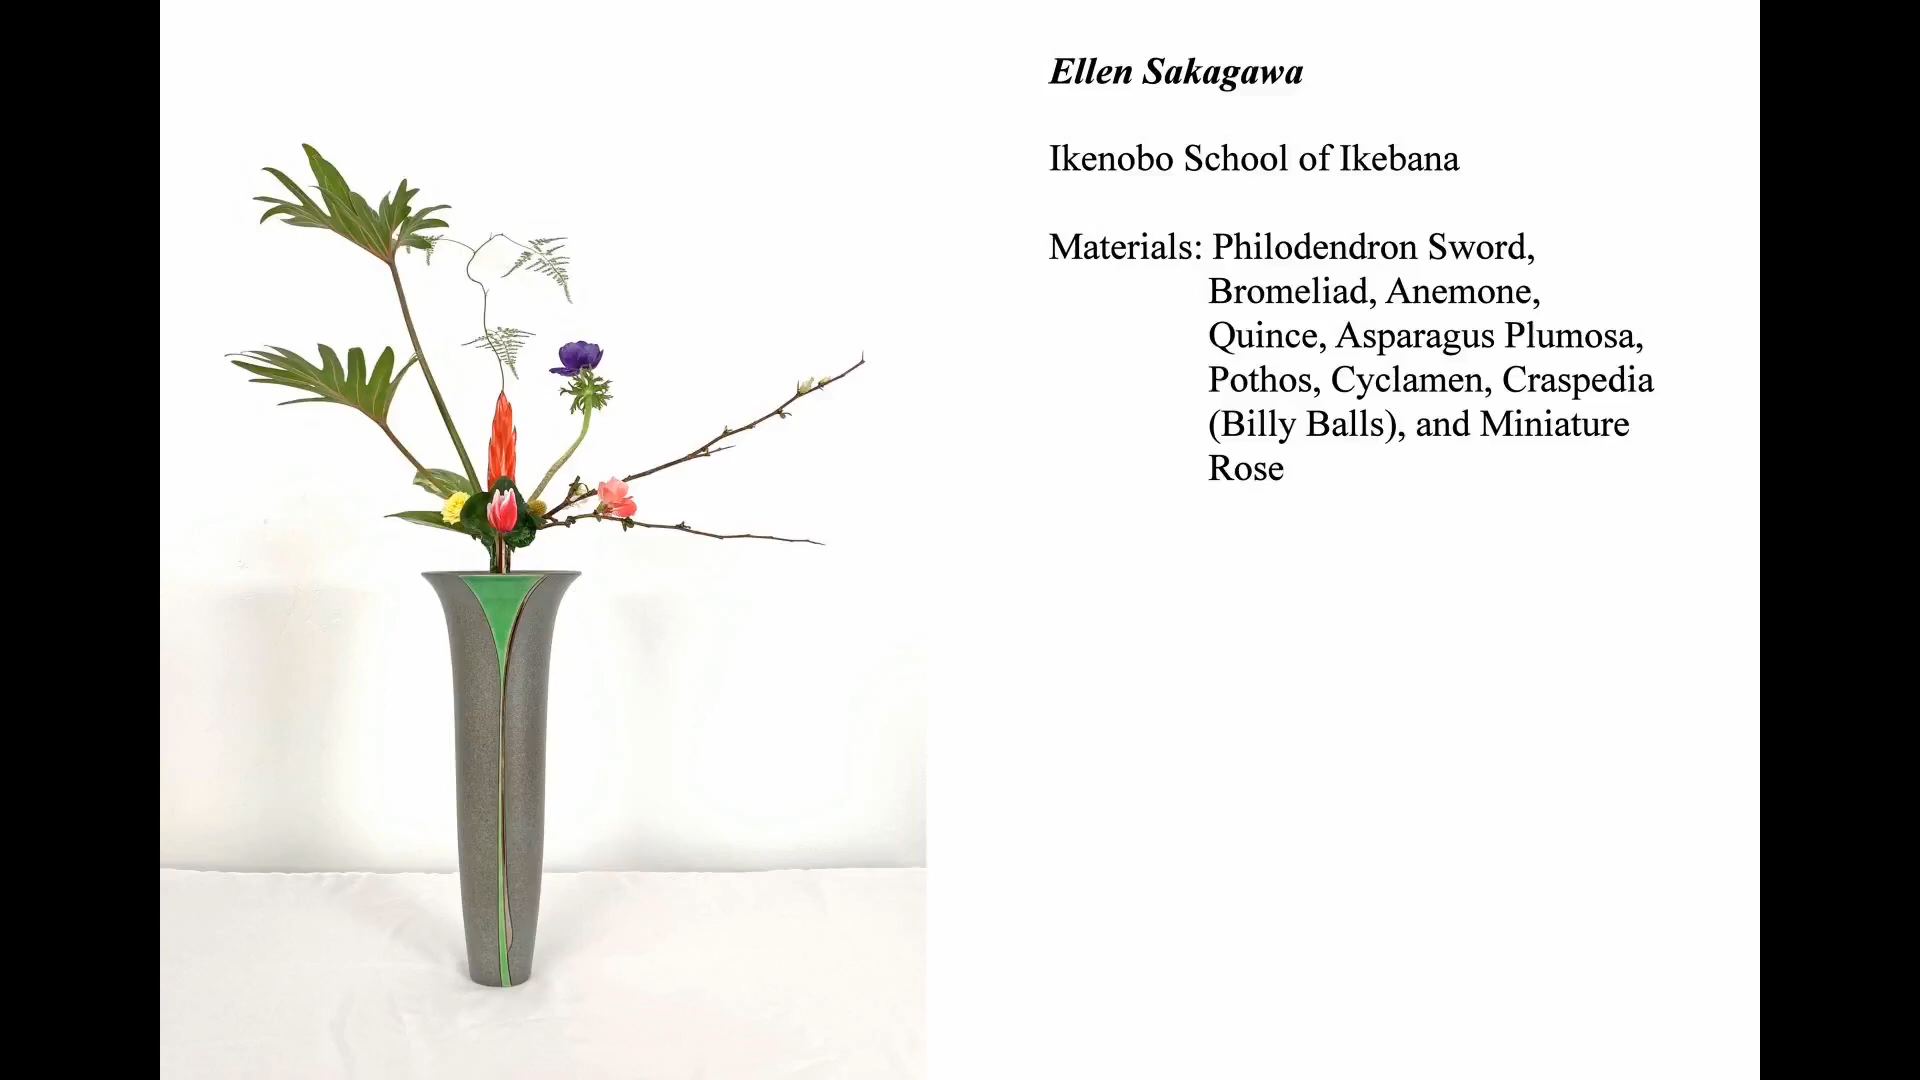 Ellen Sakagawa
Ikenobo School of Ikebana
Materials: Philodendron Sword,
Bromeliad, Anemone,
Quince, Asparagus Plumosa,
Pothos, Cyclamen, Craspedia
(Billy Balls), and Miniature
Rose